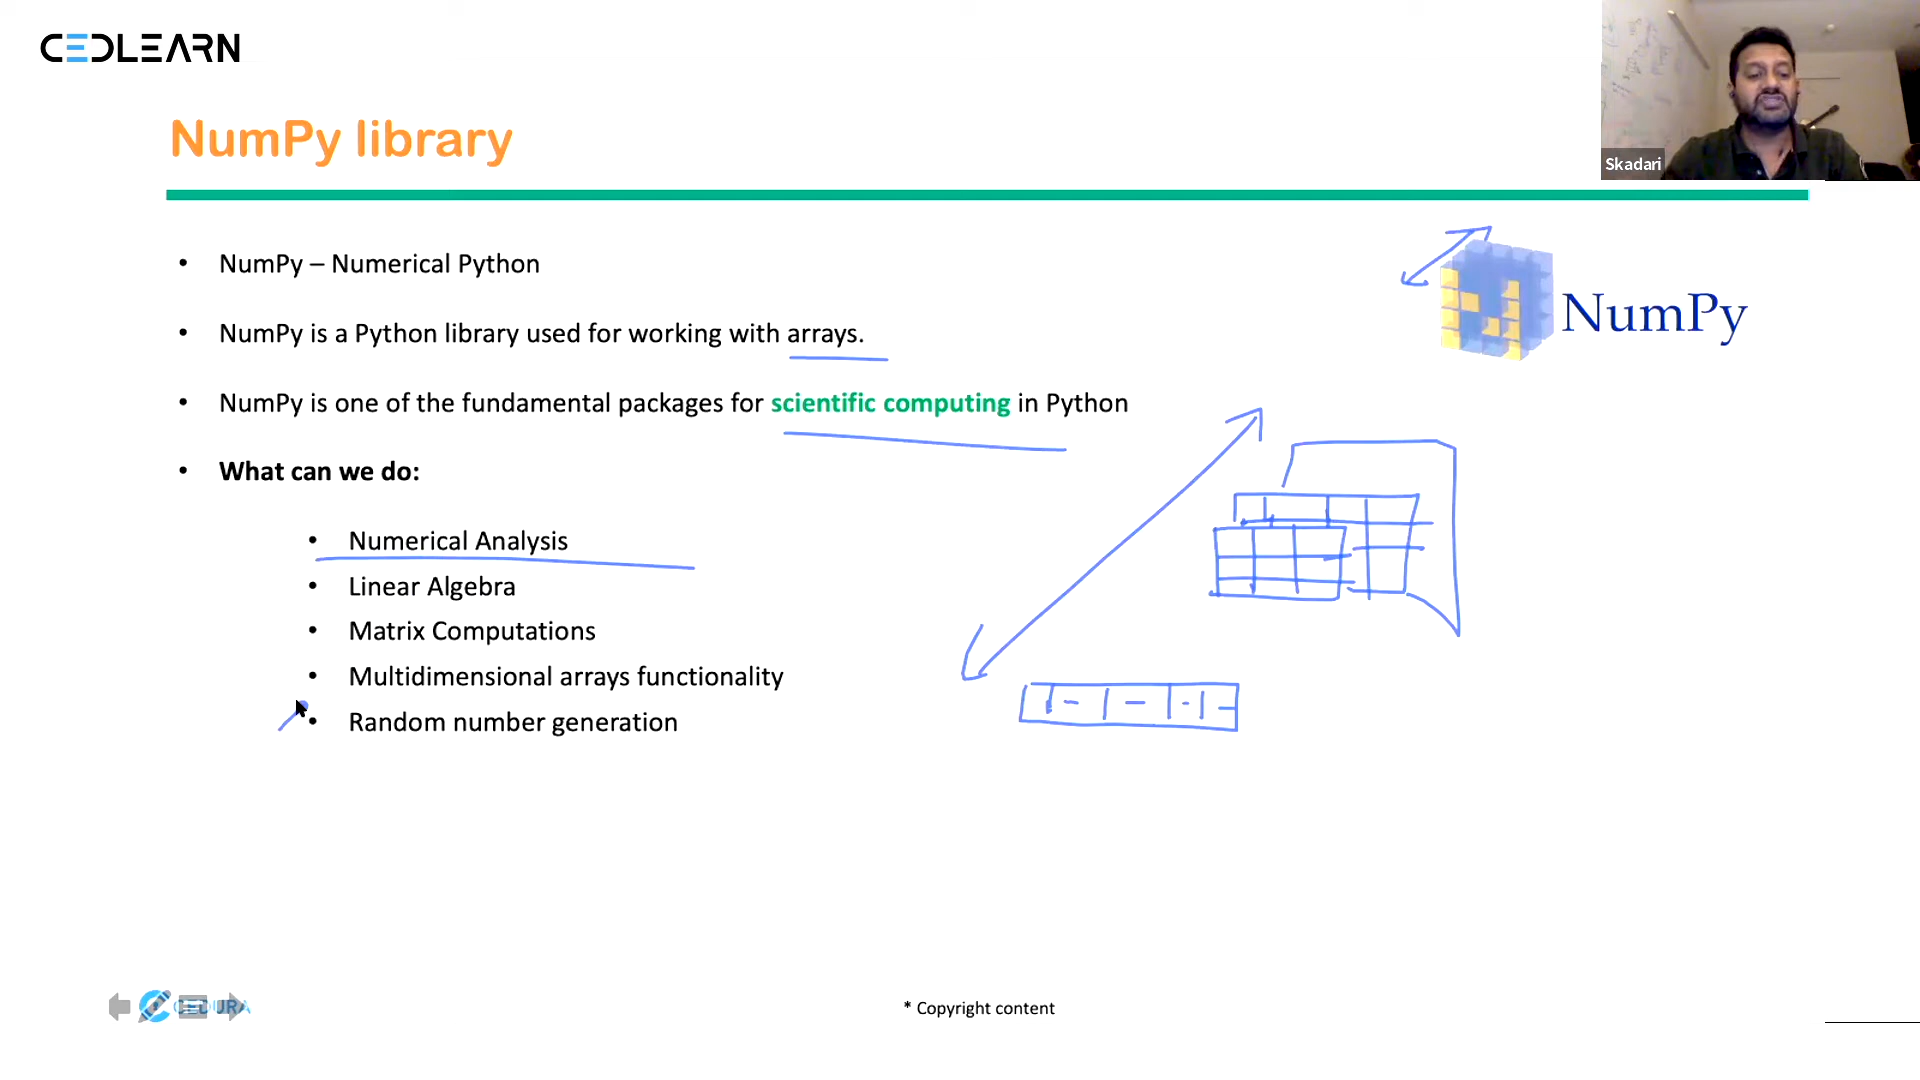 CEDLEARN
Skadari
NumPy library
• NumPy – Numerical Python
NumPy
• NumPy is a Python library used for working with arrays.
• NumPy is one of the fundamental packages for scientific computing in Python
• What can we do:
• Numerical Analysis
• Linear Algebra
• Matrix Computations
• Multidimensional arrays functionality
• Random number generation
CEDURA
* Copyright content